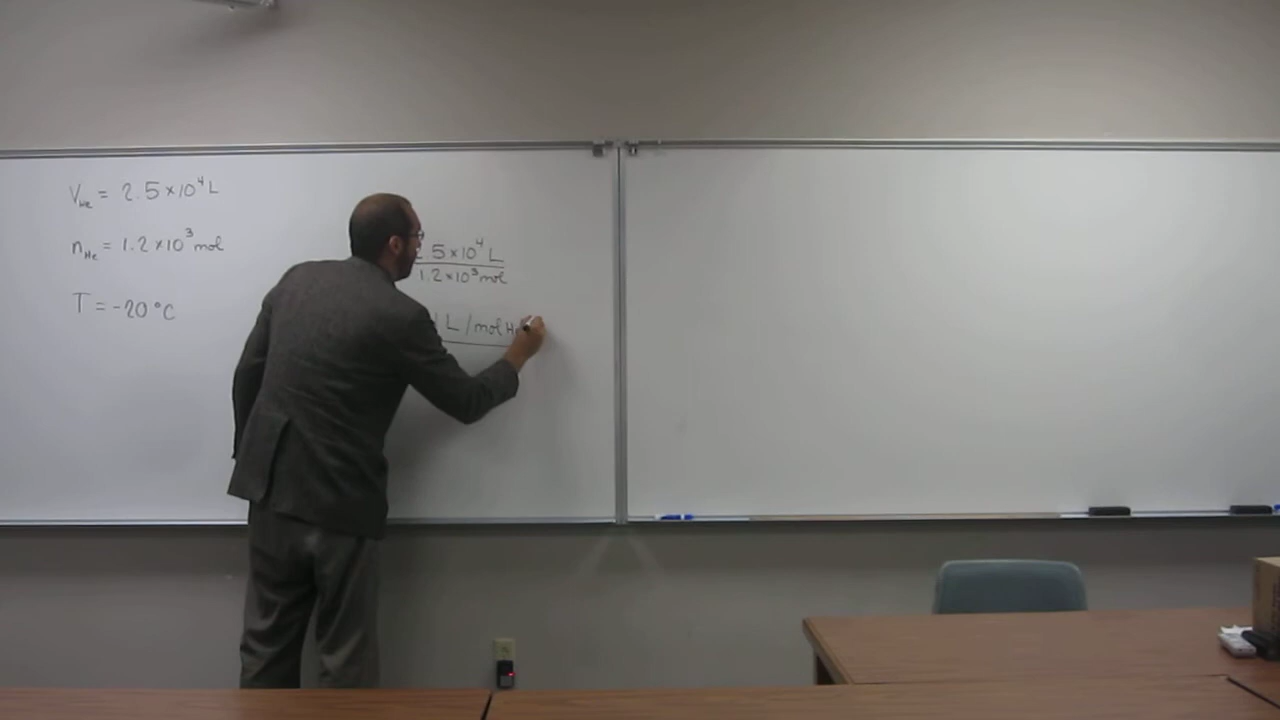 V_He = 2.5 × 10⁴ L
n_He = 1.2 × 10³ mol
T = -20 °C
5 × 10⁴ L
1.2 × 10³ mol
L / mol